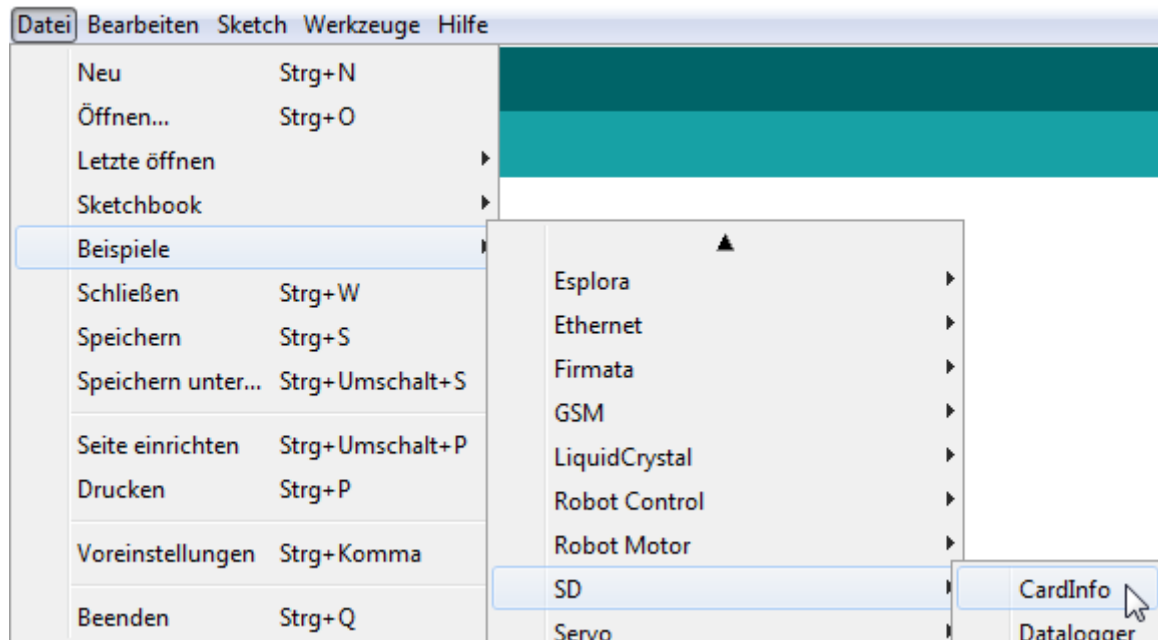 Datei Bearbeiten Sketch Werkzeuge Hilfe
Neu Strg+N
Öffnen... Strg+O
Letzte öffnen
Sketchbook
Beispiele
Schließen Strg+W
Speichern Strg+S
Speichern unter... Strg+Umschalt+S
Seite einrichten Strg+Umschalt+P
Drucken Strg+P
Voreinstellungen Strg+Komma
Beenden Strg+Q
Esplora
Ethernet
Firmata
GSM
LiquidCrystal
Robot Control
Robot Motor
SD
Servo
CardInfo
Datalogger